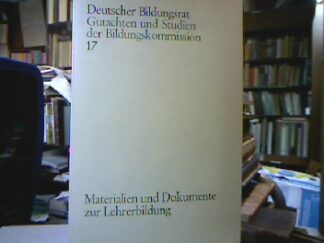 Deutscher Bildungsrat
Gutachten und Studien
der Bildungskommission
17
Materialien und Dokumente
zur Lehrerbildung